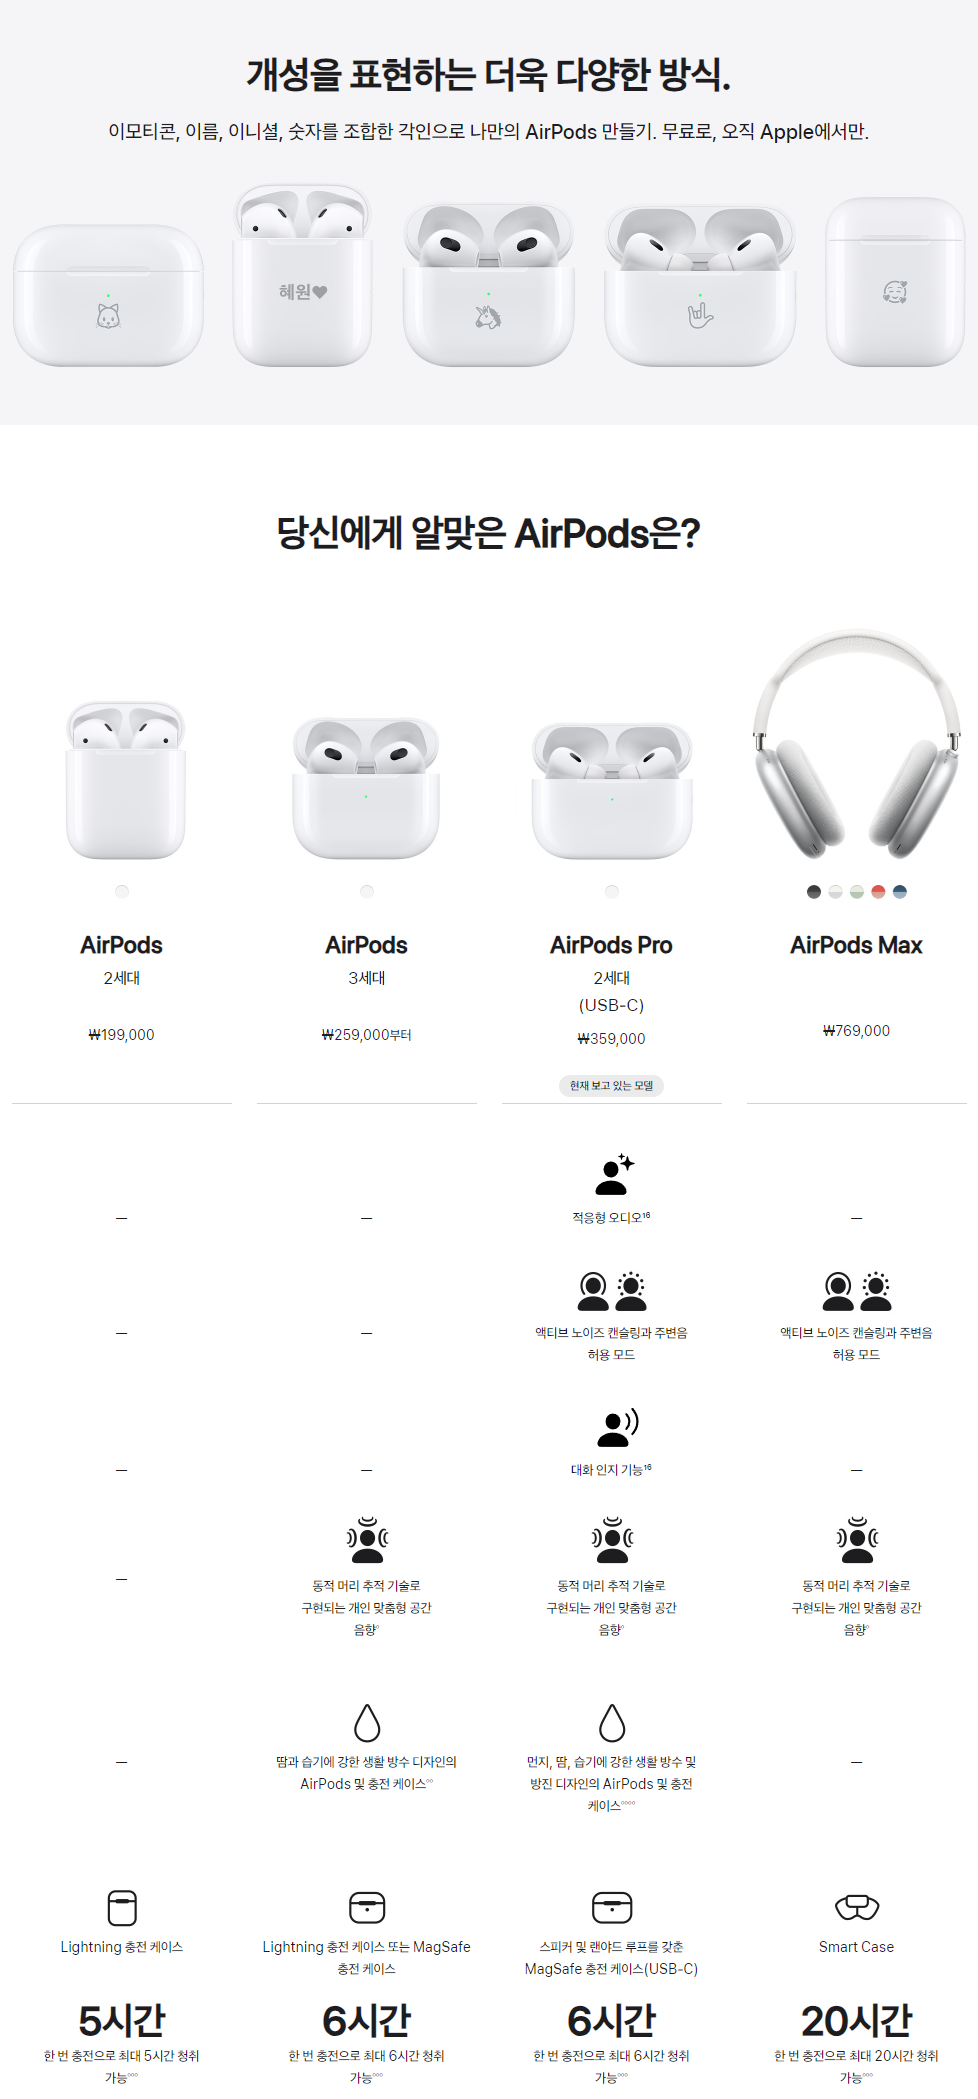 개성을 표현하는 더욱 다양한 방식.
이모티콘, 이름, 이니셜, 숫자를 조합한 각인으로 나만의 AirPods 만들기. 무료로, 오직 Apple에서만.
혜원♥
당신에게 알맞은 AirPods은?
AirPods
2세대
₩199,000
AirPods
3세대
₩259,000부터
AirPods Pro
2세대
(USB-C)
₩359,000
현재 보고 있는 모델
AirPods Max
₩769,000
—
—
적응형 오디오¹⁶
—
—
—
액티브 노이즈 캔슬링과 주변음
허용 모드
액티브 노이즈 캔슬링과 주변음
허용 모드
—
—
대화 인지 기능¹⁶
—
—
동적 머리 추적 기술로
구현되는 개인 맞춤형 공간
음향°
동적 머리 추적 기술로
구현되는 개인 맞춤형 공간
음향°
동적 머리 추적 기술로
구현되는 개인 맞춤형 공간
음향°
—
땀과 습기에 강한 생활 방수 디자인의
AirPods 및 충전 케이스°°
먼지, 땀, 습기에 강한 생활 방수 및
방진 디자인의 AirPods 및 충전
케이스°°°°
—
Lightning 충전 케이스
Lightning 충전 케이스 또는 MagSafe
충전 케이스
스피커 및 랜야드 루프를 갖춘
MagSafe 충전 케이스(USB-C)
Smart Case
5시간
한 번 충전으로 최대 5시간 청취
가능°°°
6시간
한 번 충전으로 최대 6시간 청취
가능°°°
6시간
한 번 충전으로 최대 6시간 청취
가능°°°
20시간
한 번 충전으로 최대 20시간 청취
가능°°°